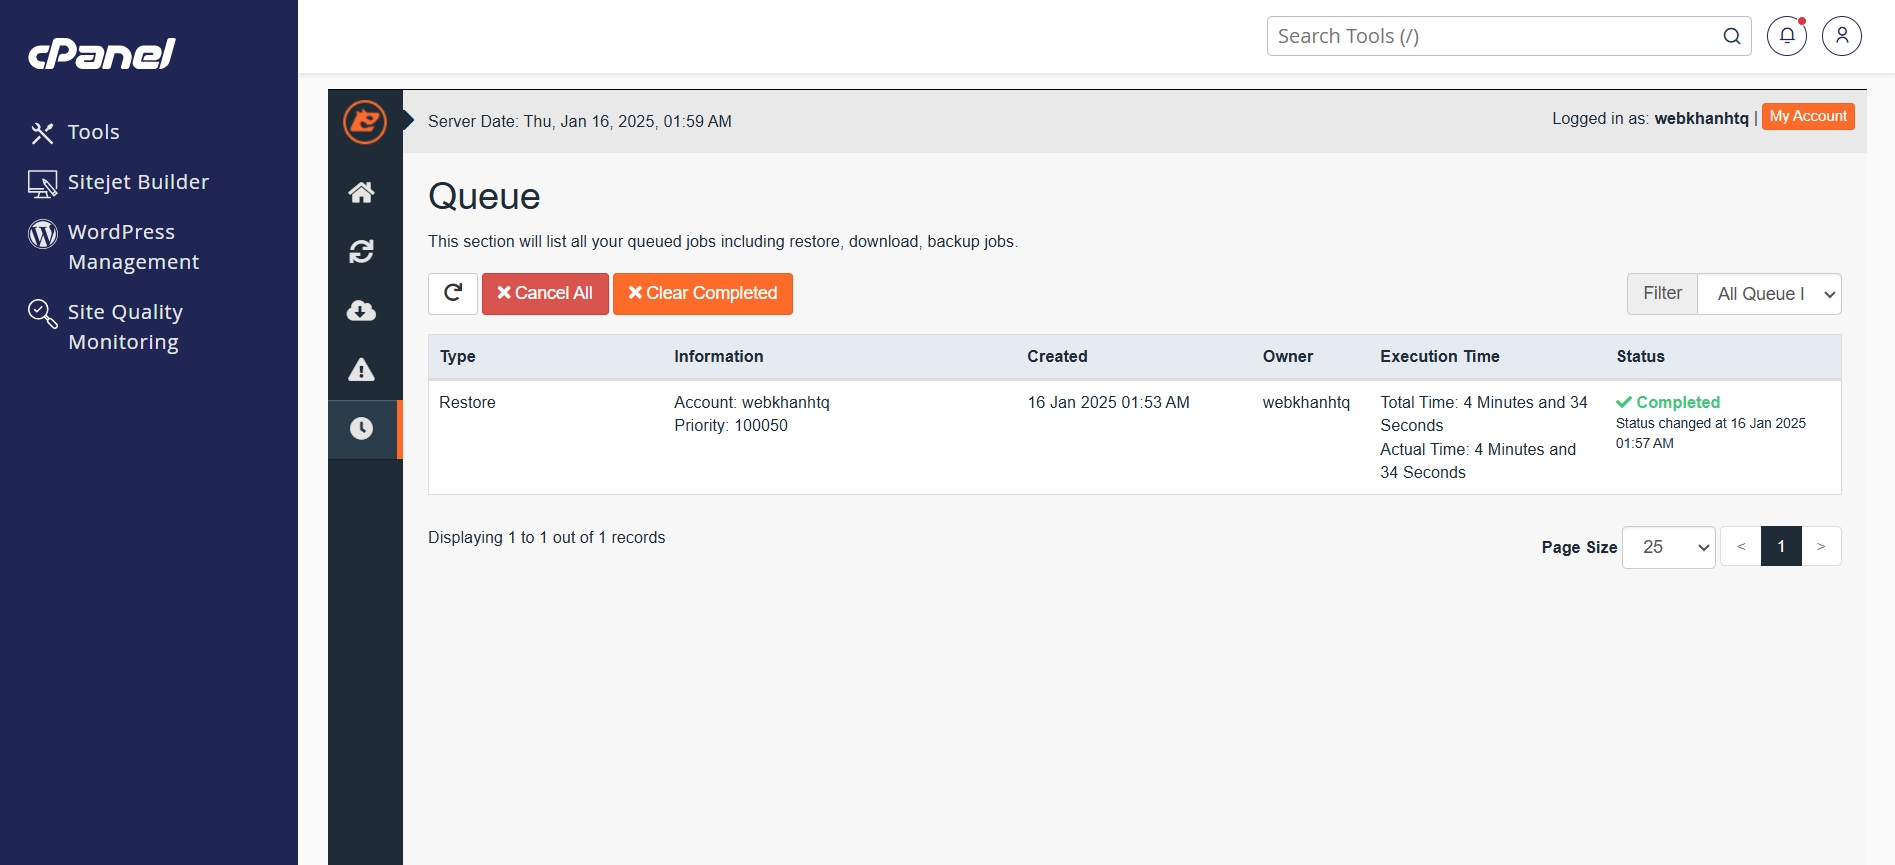 cPanel
Search Tools (/)
Tools
Sitejet Builder
WordPress
Management
Site Quality
Monitoring
Server Date: Thu, Jan 16, 2025, 01:59 AM
Logged in as: webkhanhtq | My Account
Queue
This section will list all your queued jobs including restore, download, backup jobs.
Cancel All
Clear Completed
Filter
All Queue I
Type Information Created Owner Execution Time Status
Restore
Account: webkhanhtq
Priority: 100050
16 Jan 2025 01:53 AM
webkhanhtq
Total Time: 4 Minutes and 34
Seconds
Actual Time: 4 Minutes and
34 Seconds
Completed
Status changed at 16 Jan 2025
01:57 AM
Displaying 1 to 1 out of 1 records
Page Size 25 < 1 >